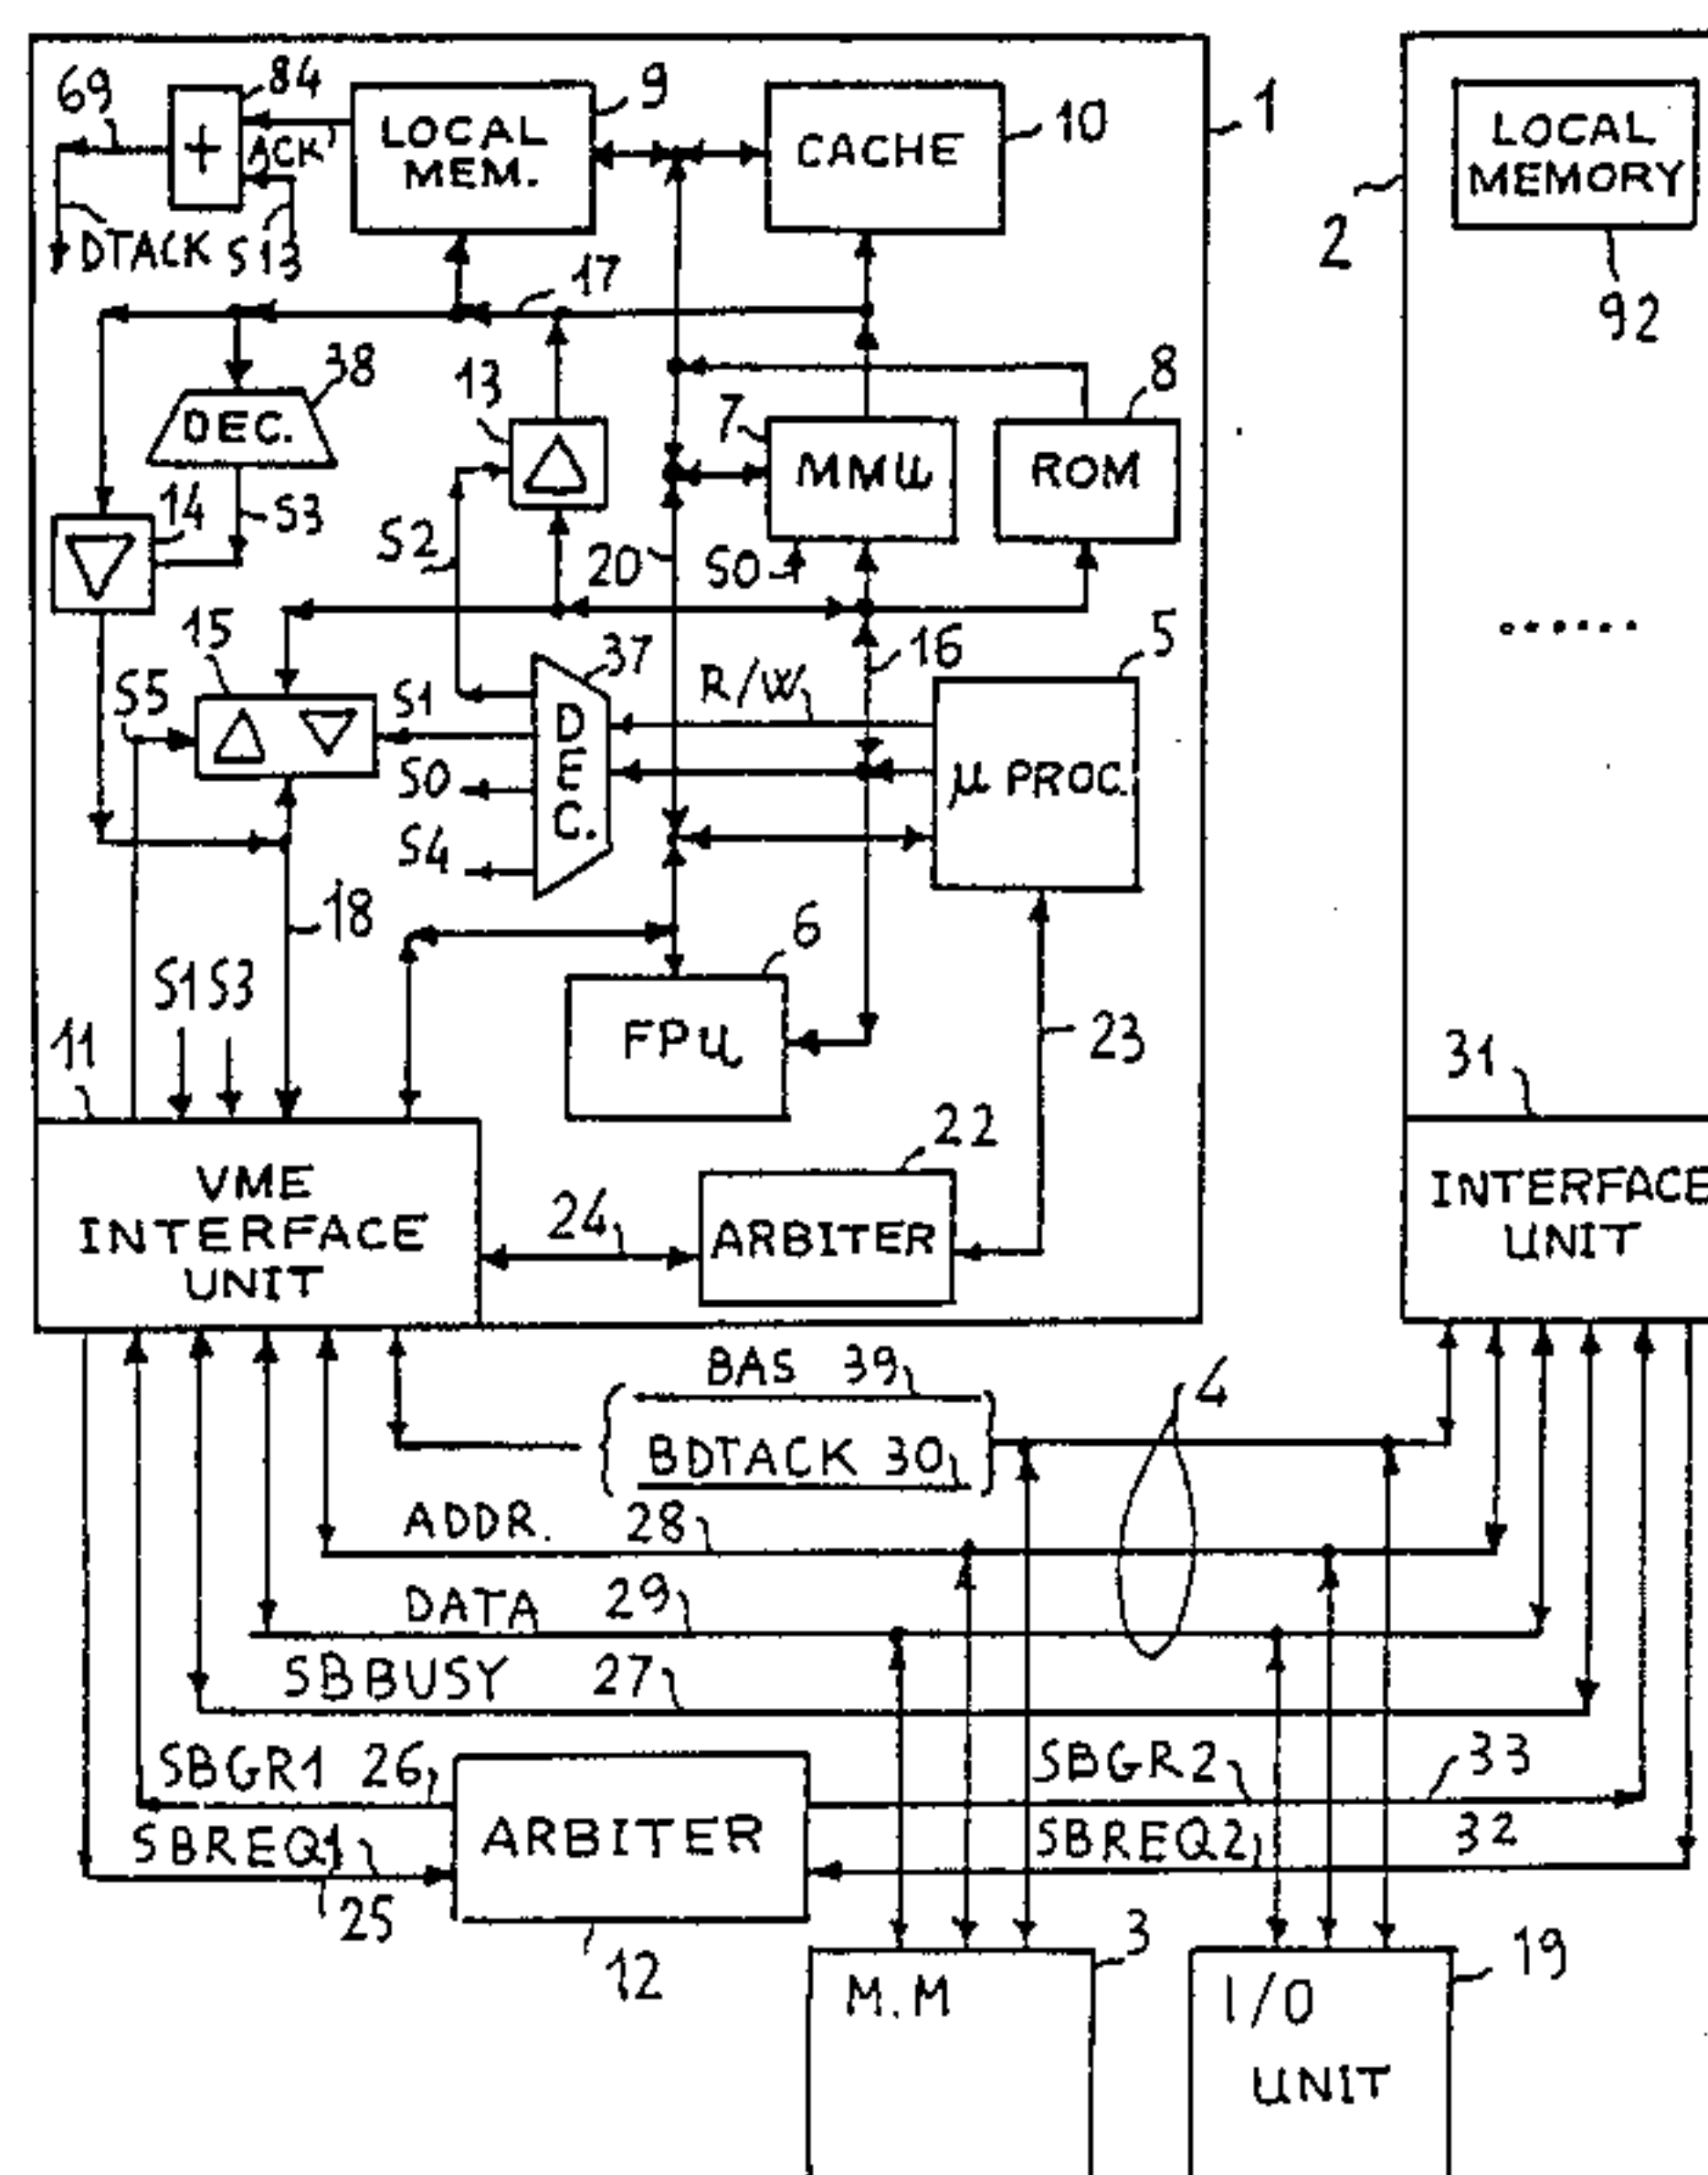 69
84
+
ACK
DTACK
S13
LOCAL
MEM.
9
CACHE
10
1
2
LOCAL
MEMORY
92
17
DEC.
38
13
7
MMU
8
ROM
14
S3
S2
20
S0
15
S5
S1
37
D
E
C.
R/W
16
5
μ PROC.
S0
S4
18
S1 S3
6
FPU
11
23
31
VME
INTERFACE
UNIT
24
22
ARBITER
INTERFACE
UNIT
BAS 39
BDTACK 30
4
ADDR. 28
DATA 29
SBBUSY 27
SBGR1 26
SBREQ1
25
ARBITER
12
SBGR2 33
SBREQ2 32
3
M.M
19
I/O
UNIT